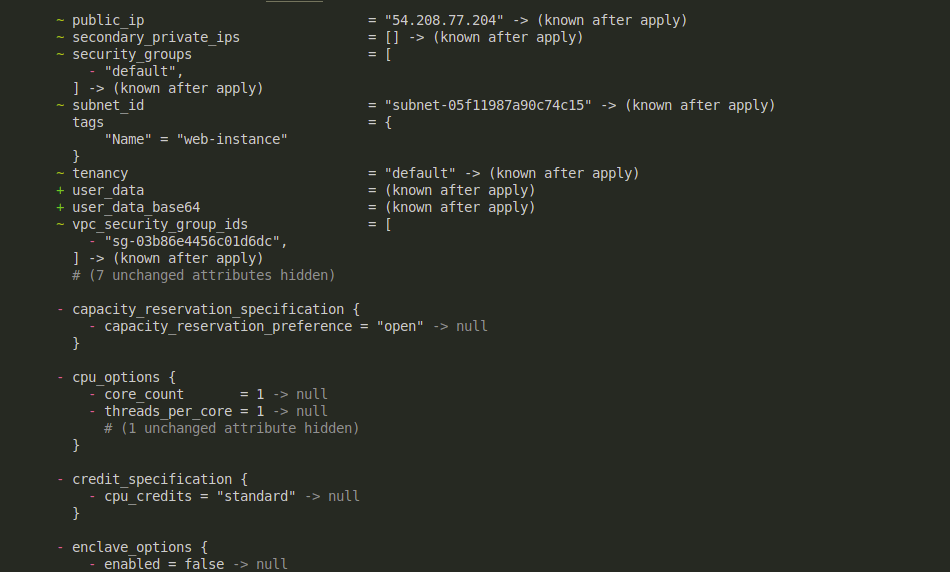 ~ public_ip = "54.208.77.204" -> (known after apply)
~ secondary_private_ips = [] -> (known after apply)
~ security_groups = [
- "default",
] -> (known after apply)
~ subnet_id = "subnet-05f11987a90c74c15" -> (known after apply)
tags = {
"Name" = "web-instance"
}
~ tenancy = "default" -> (known after apply)
+ user_data = (known after apply)
+ user_data_base64 = (known after apply)
~ vpc_security_group_ids = [
- "sg-03b86e4456c01d6dc",
] -> (known after apply)
# (7 unchanged attributes hidden)
- capacity_reservation_specification {
- capacity_reservation_preference = "open" -> null
}
- cpu_options {
- core_count = 1 -> null
- threads_per_core = 1 -> null
# (1 unchanged attribute hidden)
}
- credit_specification {
- cpu_credits = "standard" -> null
}
- enclave_options {
- enabled = false -> null